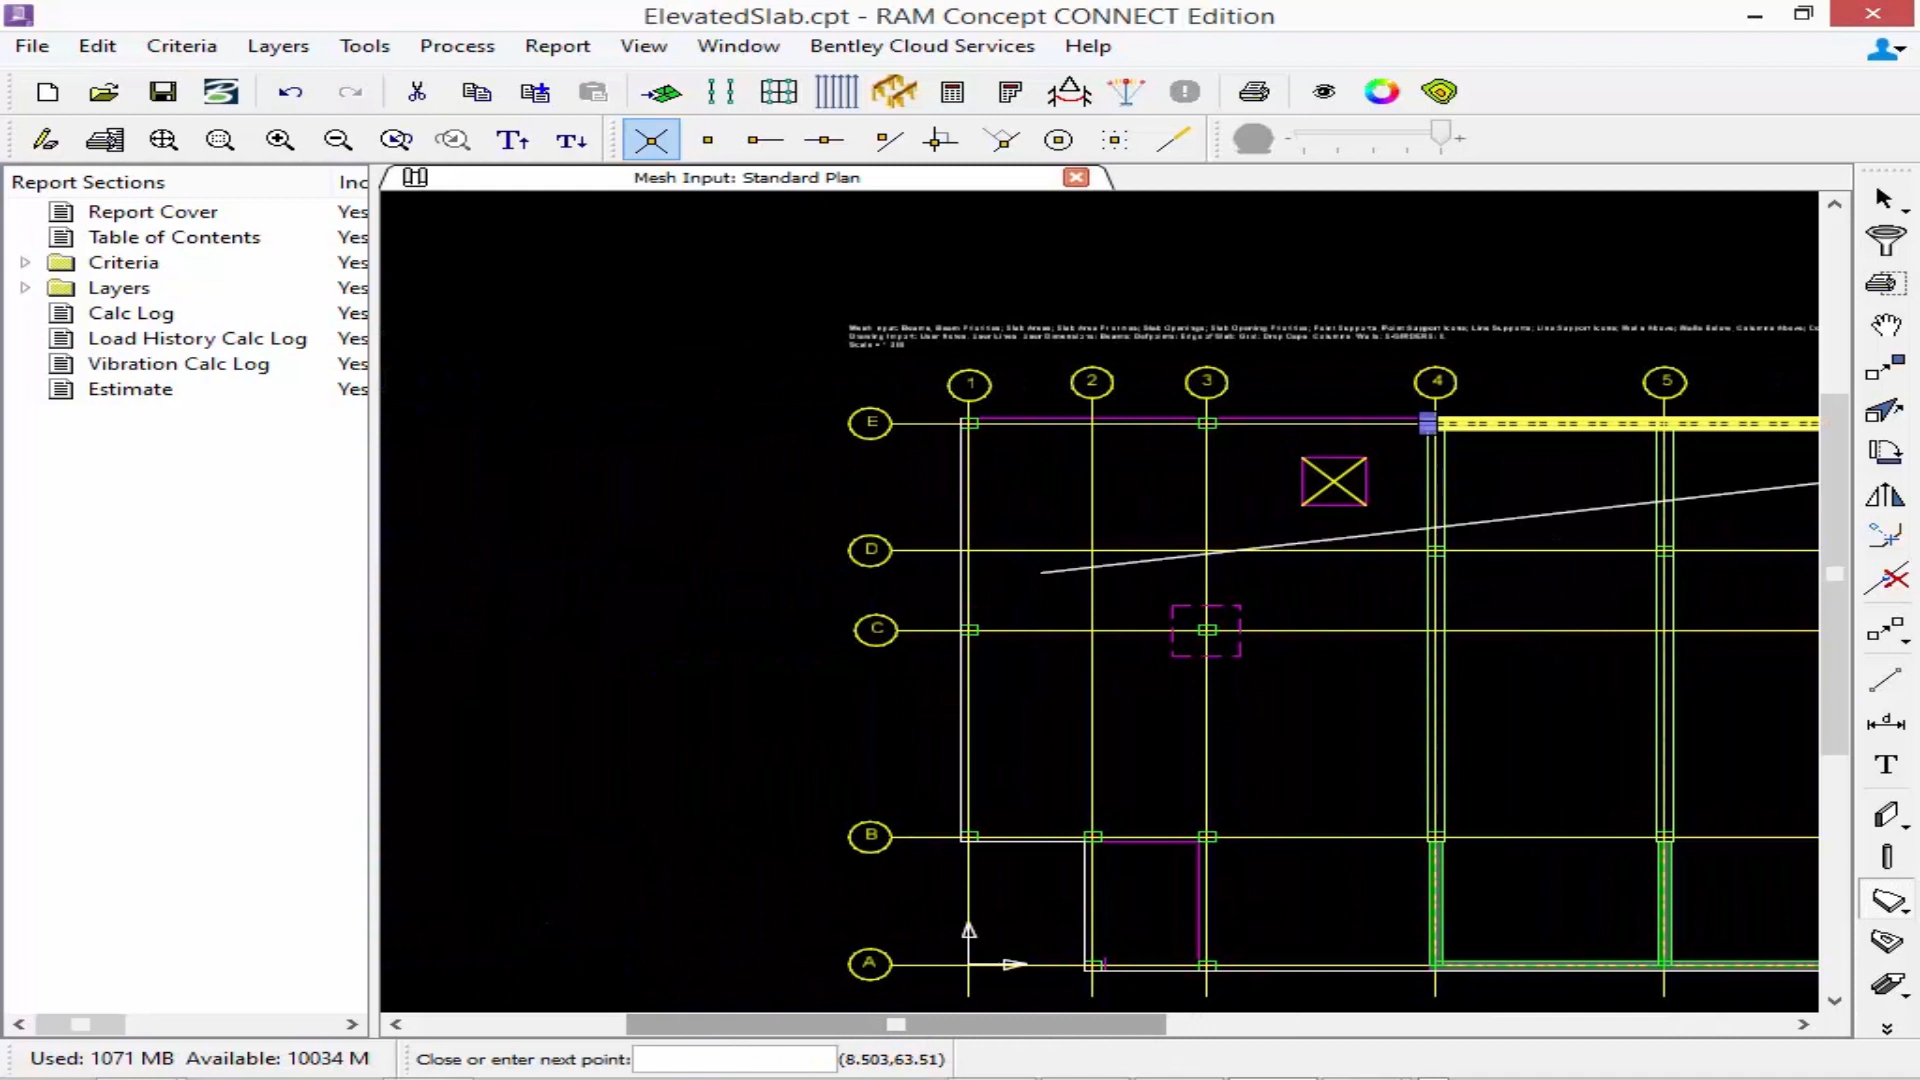 ElevatedSlab.cpt - RAM Concept CONNECT Edition
File Edit Criteria Layers Tools Process Report View Window Bentley Cloud Services Help
T T
Report Sections Inc
Mesh Input: Standard Plan
Report Cover Yes
Table of Contents Yes
Criteria Yes
Layers Yes
Calc Log Yes
Load History Calc Log Yes
Vibration Calc Log Yes
Estimate Yes
1 2 3 4 5
E
D
C
B
A
d
T
Used: 1071 MB Available: 10034 M Close or enter next point: (8.503,63.51)